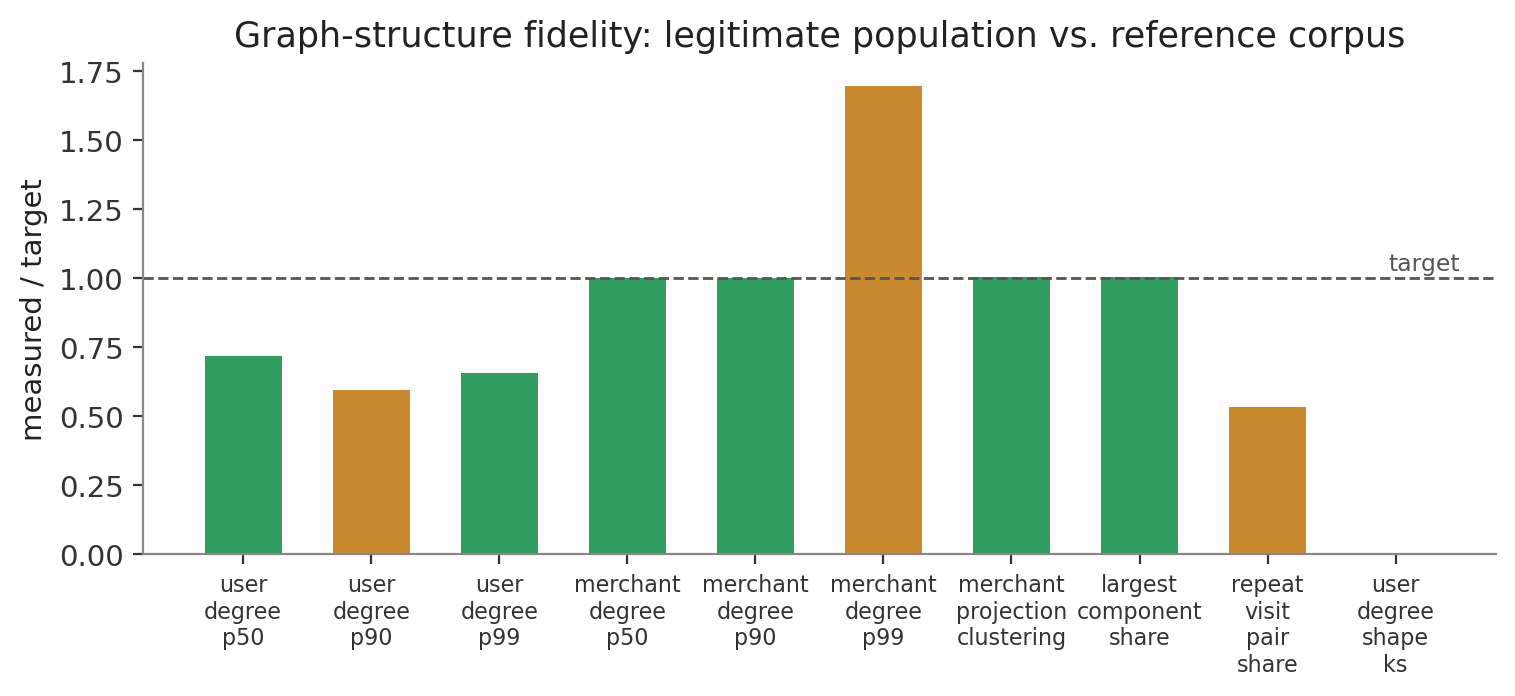 Graph-structure fidelity: legitimate population vs. reference corpus
measured / target
1.75
1.50
1.25
1.00
0.75
0.50
0.25
0.00
target
user
degree
p50
user
degree
p90
user
degree
p99
merchant
degree
p50
merchant
degree
p90
merchant
degree
p99
merchant
projection
clustering
largest
component
share
repeat
visit
pair
share
user
degree
shape
ks